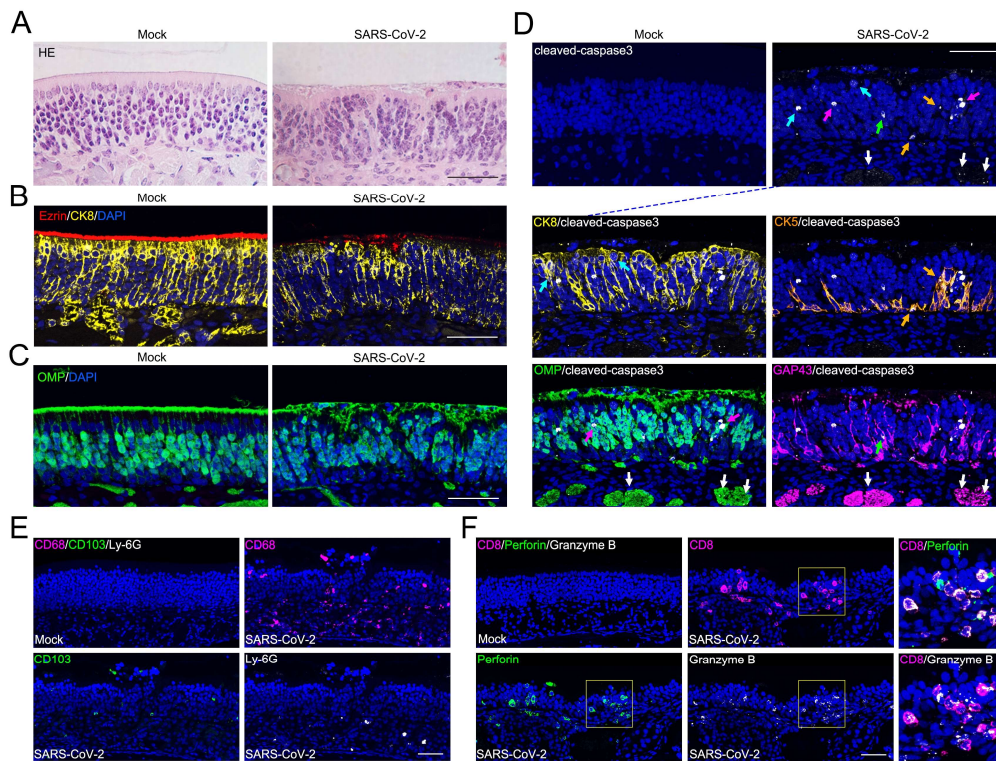 A
Mock
SARS-CoV-2
HE
B
Mock
SARS-CoV-2
Ezrin/CK8/DAPI
C
Mock
SARS-CoV-2
OMP/DAPI
D
Mock
SARS-CoV-2
cleaved-caspase3
CK8/cleaved-caspase3
CK5/cleaved-caspase3
OMP/cleaved-caspase3
GAP43/cleaved-caspase3
E
CD68/CD103/Ly-6G
CD68
Mock
SARS-CoV-2
CD103
Ly-6G
SARS-CoV-2
SARS-CoV-2
F
CD8/Perforin/Granzyme B
CD8
CD8/Perforin
Mock
SARS-CoV-2
Perforin
Granzyme B
CD8/Granzyme B
SARS-CoV-2
SARS-CoV-2